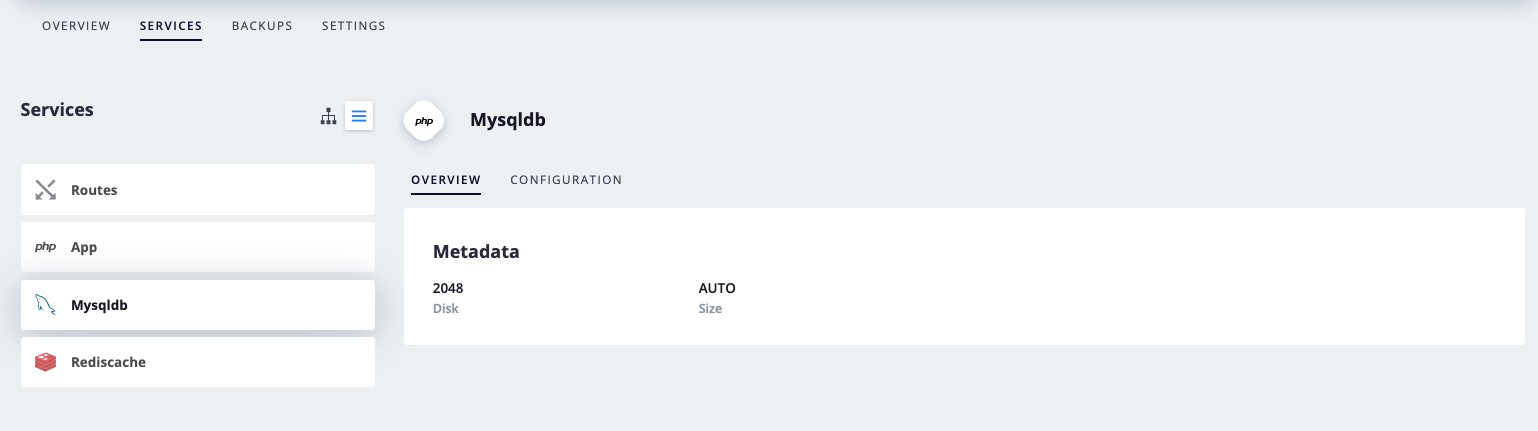 OVERVIEW SERVICES BACKUPS SETTINGS
Services
php Mysqldb
Routes
OVERVIEW CONFIGURATION
php App
Metadata
Mysqldb
2048 AUTO
Disk Size
Rediscache